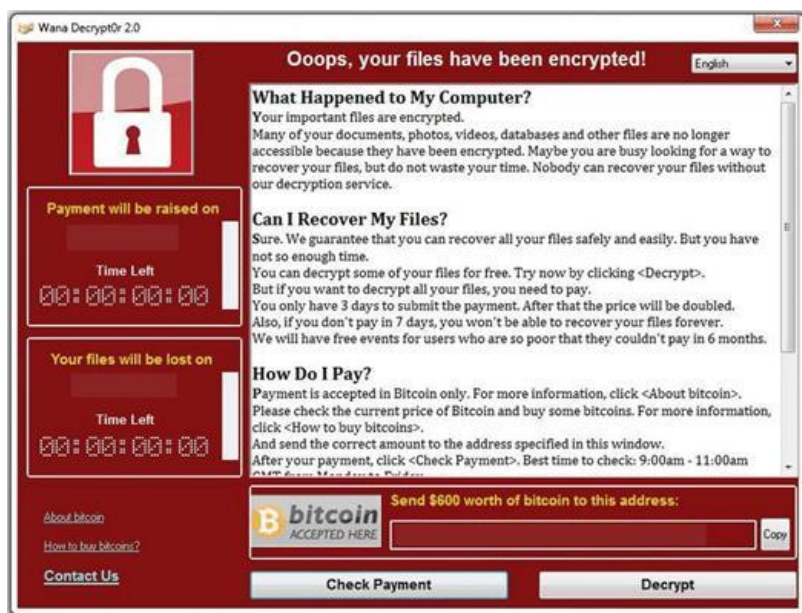 Wana Decrypt0r 2.0
Ooops, your files have been encrypted!
English
What Happened to My Computer?
Your important files are encrypted.
Many of your documents, photos, videos, databases and other files are no longer
accessible because they have been encrypted. Maybe you are busy looking for a way to
recover your files, but do not waste your time. Nobody can recover your files without
our decryption service.
Can I Recover My Files?
Sure. We guarantee that you can recover all your files safely and easily. But you have
not so enough time.
You can decrypt some of your files for free. Try now by clicking <Decrypt>.
But if you want to decrypt all your files, you need to pay.
You only have 3 days to submit the payment. After that the price will be doubled.
Also, if you don't pay in 7 days, you won't be able to recover your files forever.
We will have free events for users who are so poor that they couldn't pay in 6 months.
How Do I Pay?
Payment is accepted in Bitcoin only. For more information, click <About bitcoin>.
Please check the current price of Bitcoin and buy some bitcoins. For more information,
click <How to buy bitcoins>.
And send the correct amount to the address specified in this window.
After your payment, click <Check Payment>. Best time to check: 9:00am - 11:00am
GMT from Monday to Friday
Payment will be raised on
Time Left
00:00:00:00
Your files will be lost on
Time Left
00:00:00:00
About bitcoin
How to buy bitcoins?
Contact Us
bitcoin
ACCEPTED HERE
Send $600 worth of bitcoin to this address:
Copy
Check Payment
Decrypt